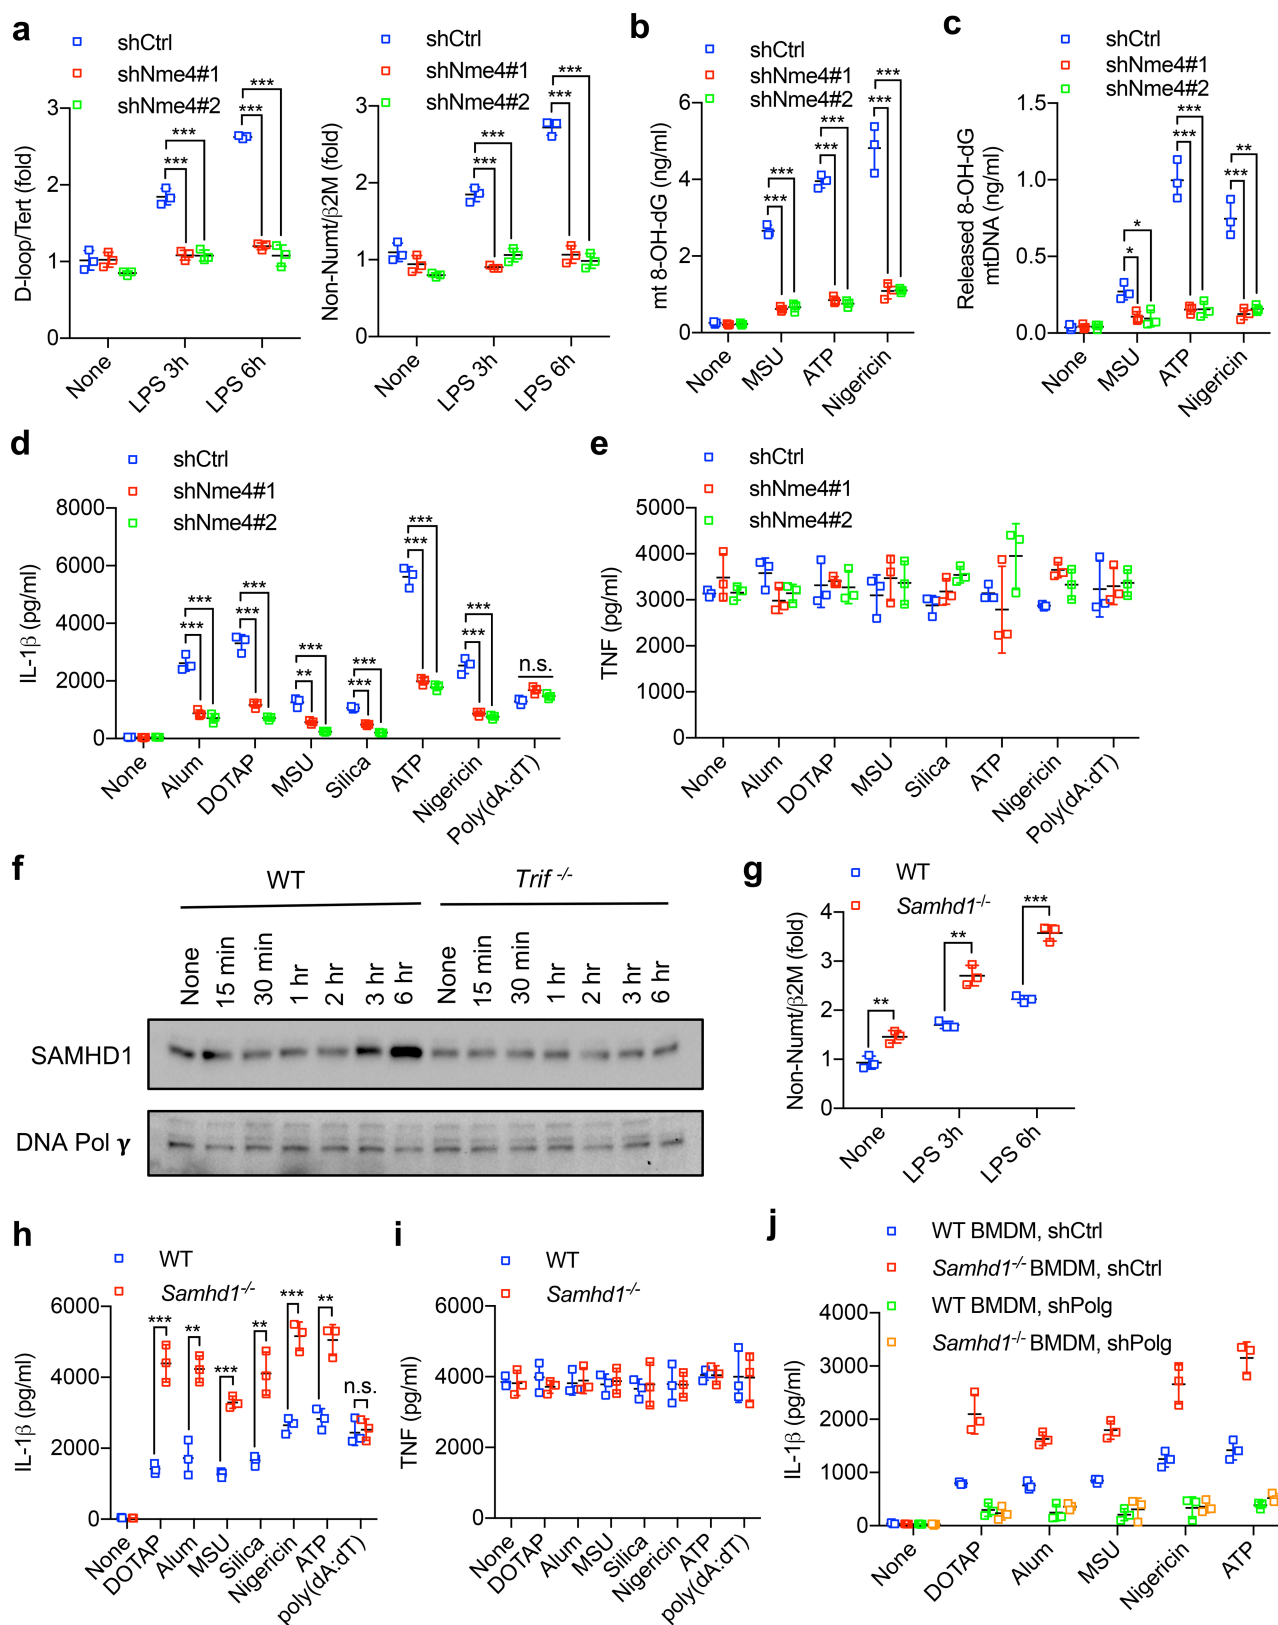 a
shCtrl
shNme4#1
shNme4#2
D-loop/Tert (fold)
3
2
1
0
*** *** *** ***
None
LPS 3h
LPS 6h
shCtrl
shNme4#1
shNme4#2
Non-Numt/β2M (fold)
3
2
1
0
*** *** *** ***
None
LPS 3h
LPS 6h
b
shCtrl
shNme4#1
shNme4#2
mt 8-OH-dG (ng/ml)
6
4
2
0
*** *** *** *** *** ***
None
MSU
ATP
Nigericin
c
shCtrl
shNme4#1
shNme4#2
Released 8-OH-dG
mtDNA (ng/ml)
1.5
1.0
0.5
0.0
* * *** *** *** **
None
MSU
ATP
Nigericin
d
shCtrl
shNme4#1
shNme4#2
IL-1β (pg/ml)
8000
6000
4000
2000
0
*** *** *** *** ** *** *** *** *** *** *** *** n.s.
None
Alum
DOTAP
MSU
Silica
ATP
Nigericin
Poly(dA:dT)
e
shCtrl
shNme4#1
shNme4#2
TNF (pg/ml)
5000
4000
3000
2000
1000
0
None
Alum
DOTAP
MSU
Silica
ATP
Nigericin
Poly(dA:dT)
f
WT
Trif -/-
None
15 min
30 min
1 hr
2 hr
3 hr
6 hr
None
15 min
30 min
1 hr
2 hr
3 hr
6 hr
SAMHD1
DNA Pol γ
g
WT
Samhd1-/-
Non-Numt/β2M (fold)
4
3
2
1
0
** ** ***
None
LPS 3h
LPS 6h
h
WT
Samhd1-/-
IL-1β (pg/ml)
6000
4000
2000
0
*** ** *** ** *** ** n.s.
None
DOTAP
Alum
MSU
Silica
Nigericin
ATP
poly(dA:dT)
i
WT
Samhd1-/-
TNF (pg/ml)
6000
4000
2000
0
None
DOTAP
Alum
MSU
Silica
Nigericin
ATP
poly(dA:dT)
j
WT BMDM, shCtrl
Samhd1-/- BMDM, shCtrl
WT BMDM, shPolg
Samhd1-/- BMDM, shPolg
IL-1β (pg/ml)
4000
3000
2000
1000
0
None
DOTAP
Alum
MSU
Nigericin
ATP